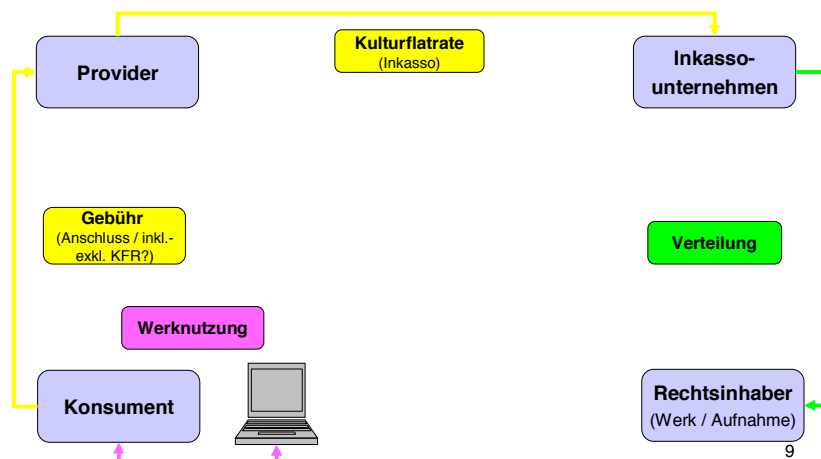 Provider
Kulturflatrate
(Inkasso)
Inkasso-
unternehmen
Gebühr
(Anschluss / inkl.-
exkl. KFR?)
Verteilung
Werknutzung
Konsument
Rechtsinhaber
(Werk / Aufnahme)
9